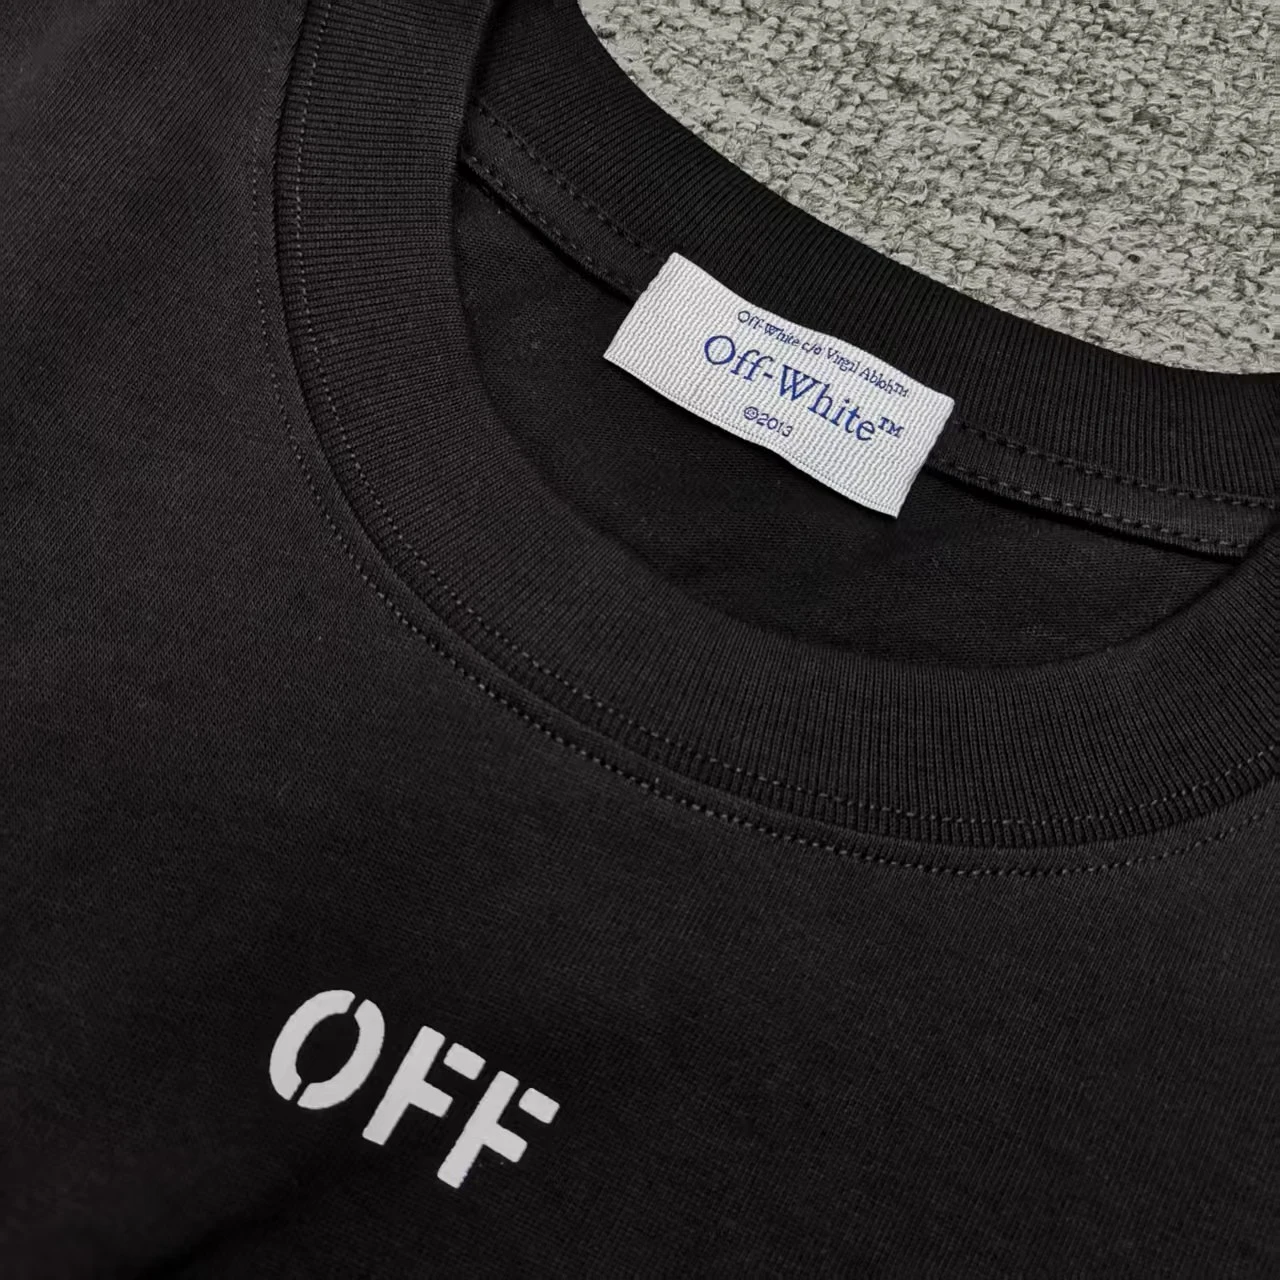 Off-White c/o Virgil Abloh™
Off-White™
©2013
OFF